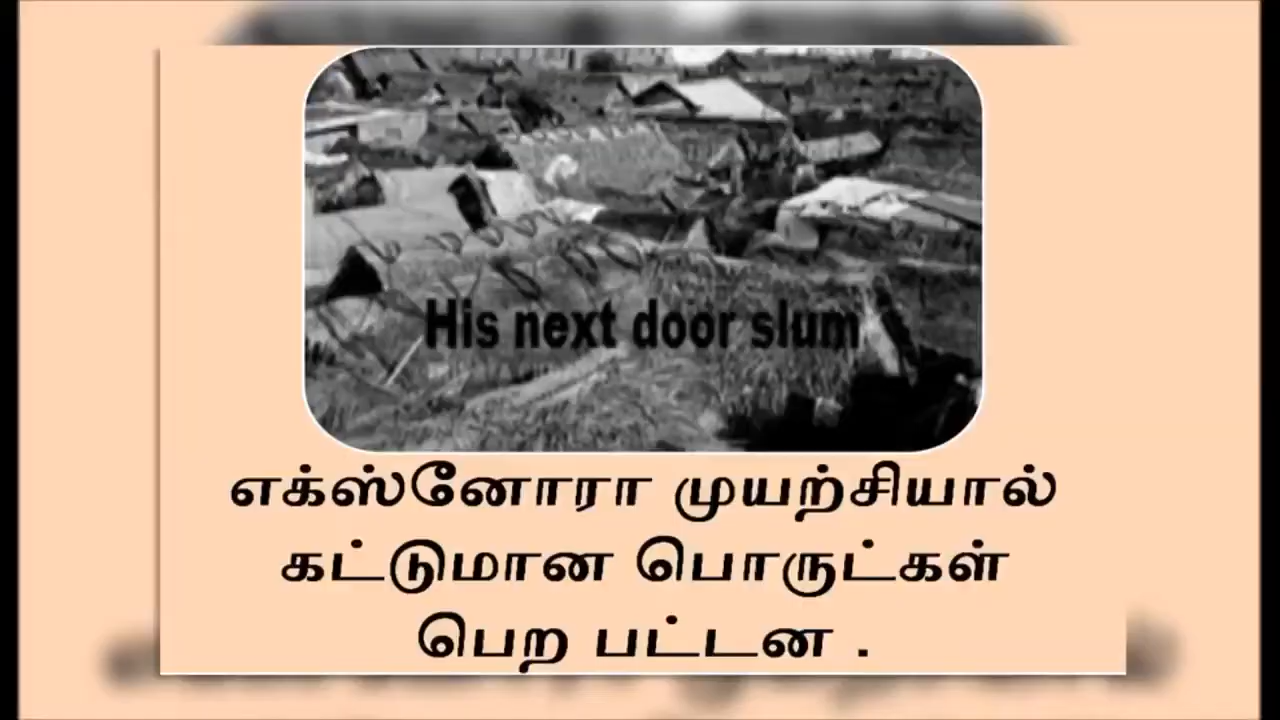 His next door slum
எக்ஸ்னோரா முயற்சியால்
கட்டுமான பொருட்கள்
பெற பட்டன .